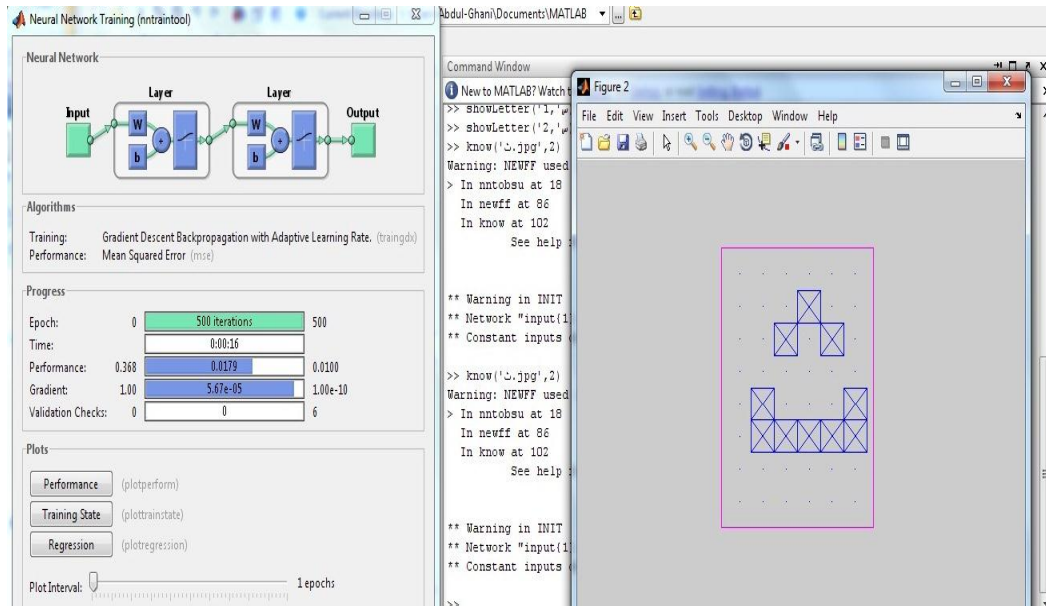 Neural Network Training (nntraintool)
Neural Network
Layer Layer
Input Output
W W
+ +
b b
Algorithms
Training: Gradient Descent Backpropagation with Adaptive Learning Rate. (traingdx)
Performance: Mean Squared Error (mse)
Progress
Epoch: 0 500 iterations 500
Time: 0:00:16
Performance: 0.368 0.0179 0.0100
Gradient: 1.00 5.67e-05 1.00e-10
Validation Checks: 0 0 6
Plots
Performance (plotperform)
Training State (plottrainstate)
Regression (plotregression)
Plot Interval: 1 epochs
Abdul-Ghani\Documents\MATLAB
Command Window
New to MATLAB? Watch
>> showLetter('1,'س
>> showLetter('2,'س
>> know('ث.jpg',2)
Warning: NEWFF used
> In nntobsu at 18
In newff at 86
In know at 102
See help
** Warning in INIT
** Network "input{1
** Constant inputs
>> know('ث.jpg',2)
Warning: NEWFF used
> In nntobsu at 18
In newff at 86
In know at 102
See help
** Warning in INIT
** Network "input{1
** Constant inputs
>>
Figure 2
File Edit View Insert Tools Desktop Window Help